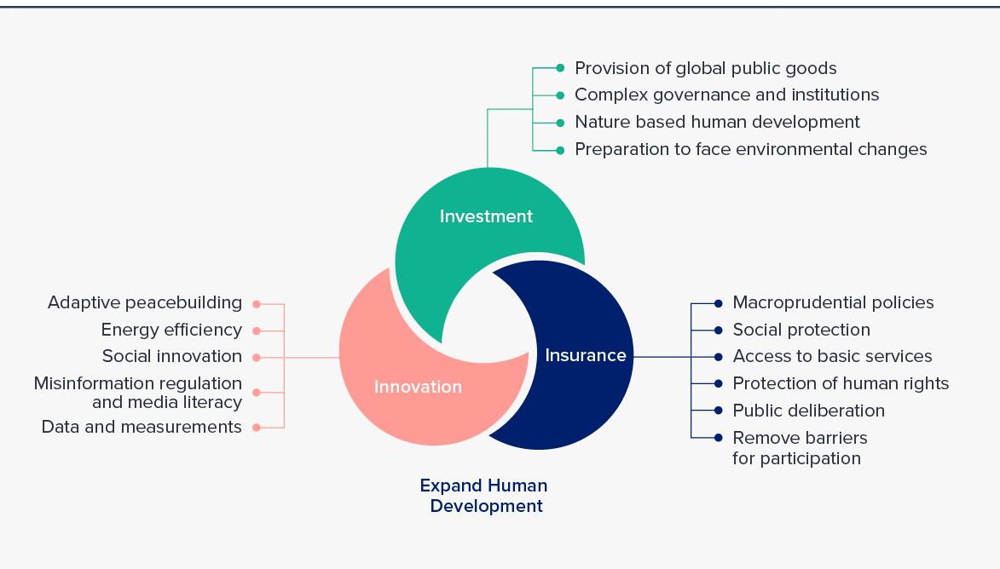 Provision of global public goods
Complex governance and institutions
Nature based human development
Preparation to face environmental changes
Investment
Adaptive peacebuilding
Energy efficiency
Social innovation
Misinformation regulation
and media literacy
Data and measurements
Innovation
Insurance
Macroprudential policies
Social protection
Access to basic services
Protection of human rights
Public deliberation
Remove barriers
for participation
Expand Human
Development